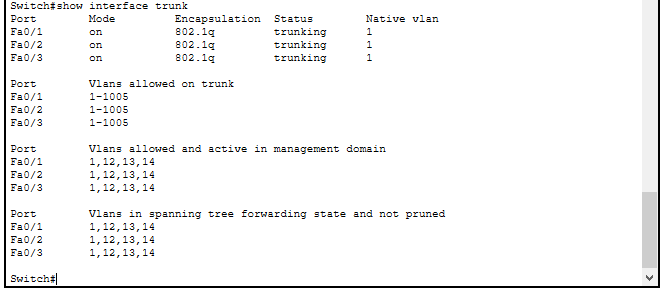 Switch#show interface trunk
Port Mode Encapsulation Status Native vlan
Fa0/1 on 802.1q trunking 1
Fa0/2 on 802.1q trunking 1
Fa0/3 on 802.1q trunking 1
Port Vlans allowed on trunk
Fa0/1 1-1005
Fa0/2 1-1005
Fa0/3 1-1005
Port Vlans allowed and active in management domain
Fa0/1 1,12,13,14
Fa0/2 1,12,13,14
Fa0/3 1,12,13,14
Port Vlans in spanning tree forwarding state and not pruned
Fa0/1 1,12,13,14
Fa0/2 1,12,13,14
Fa0/3 1,12,13,14
Switch#